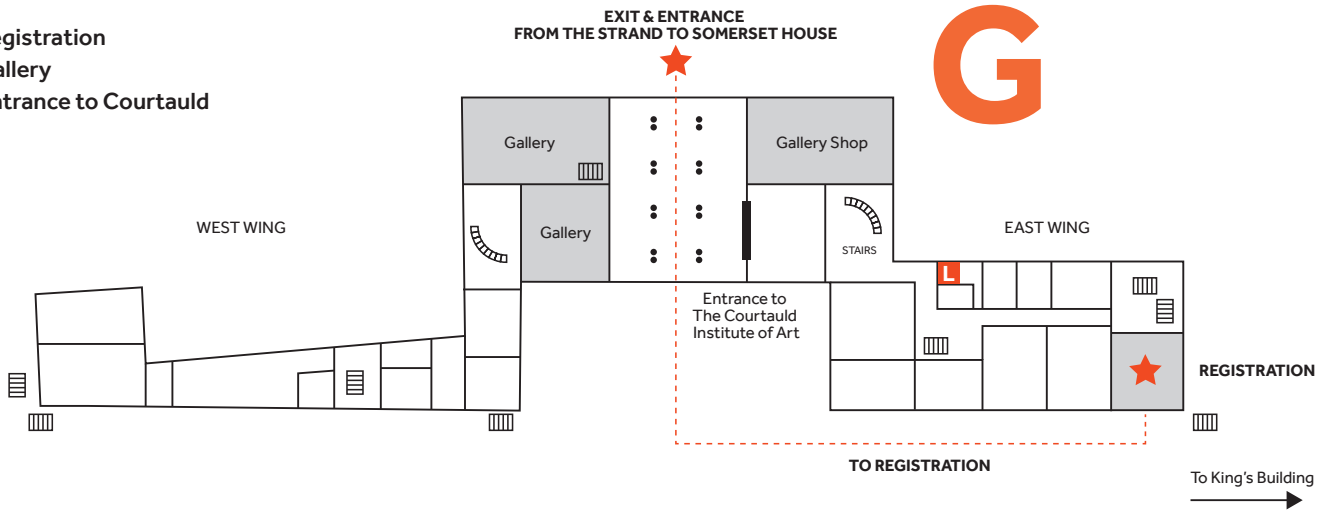 egistration
allery
ntrance to Courtauld
EXIT & ENTRANCE
FROM THE STRAND TO SOMERSET HOUSE
G
Gallery
Gallery Shop
WEST WING
Gallery
STAIRS
EAST WING
L
Entrance to
The Courtauld
Institute of Art
REGISTRATION
TO REGISTRATION
To King's Building